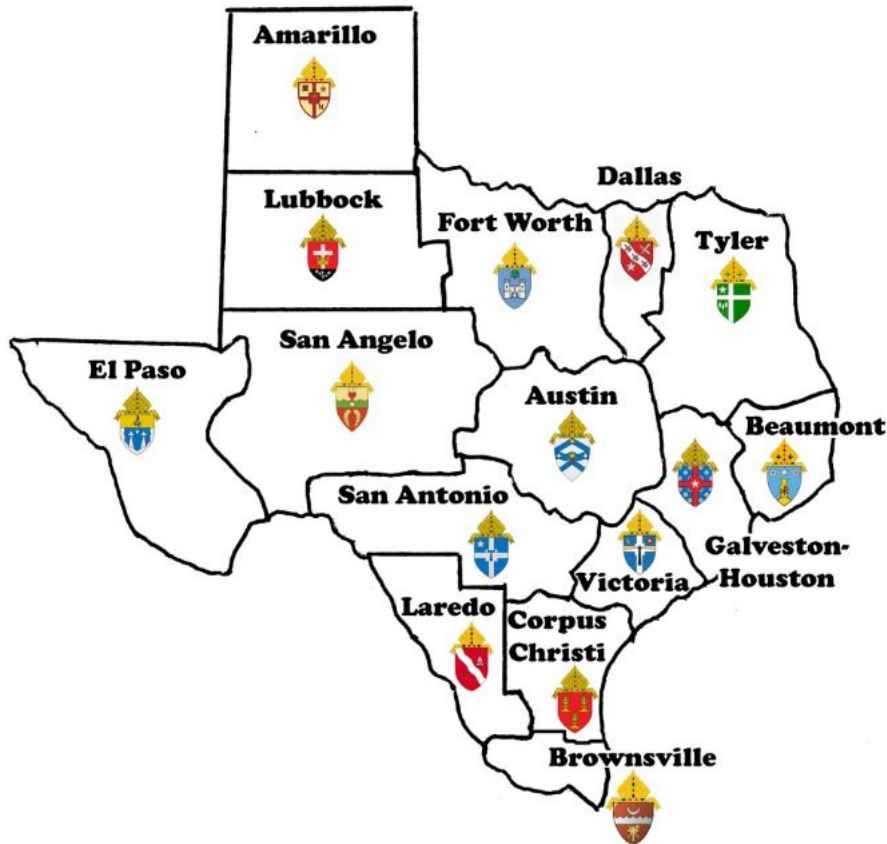 Amarillo
Lubbock
Dallas
Fort Worth
Tyler
San Angelo
El Paso
Austin
Beaumont
San Antonio
Galveston-
Houston
Victoria
Laredo
Corpus
Christi
Brownsville